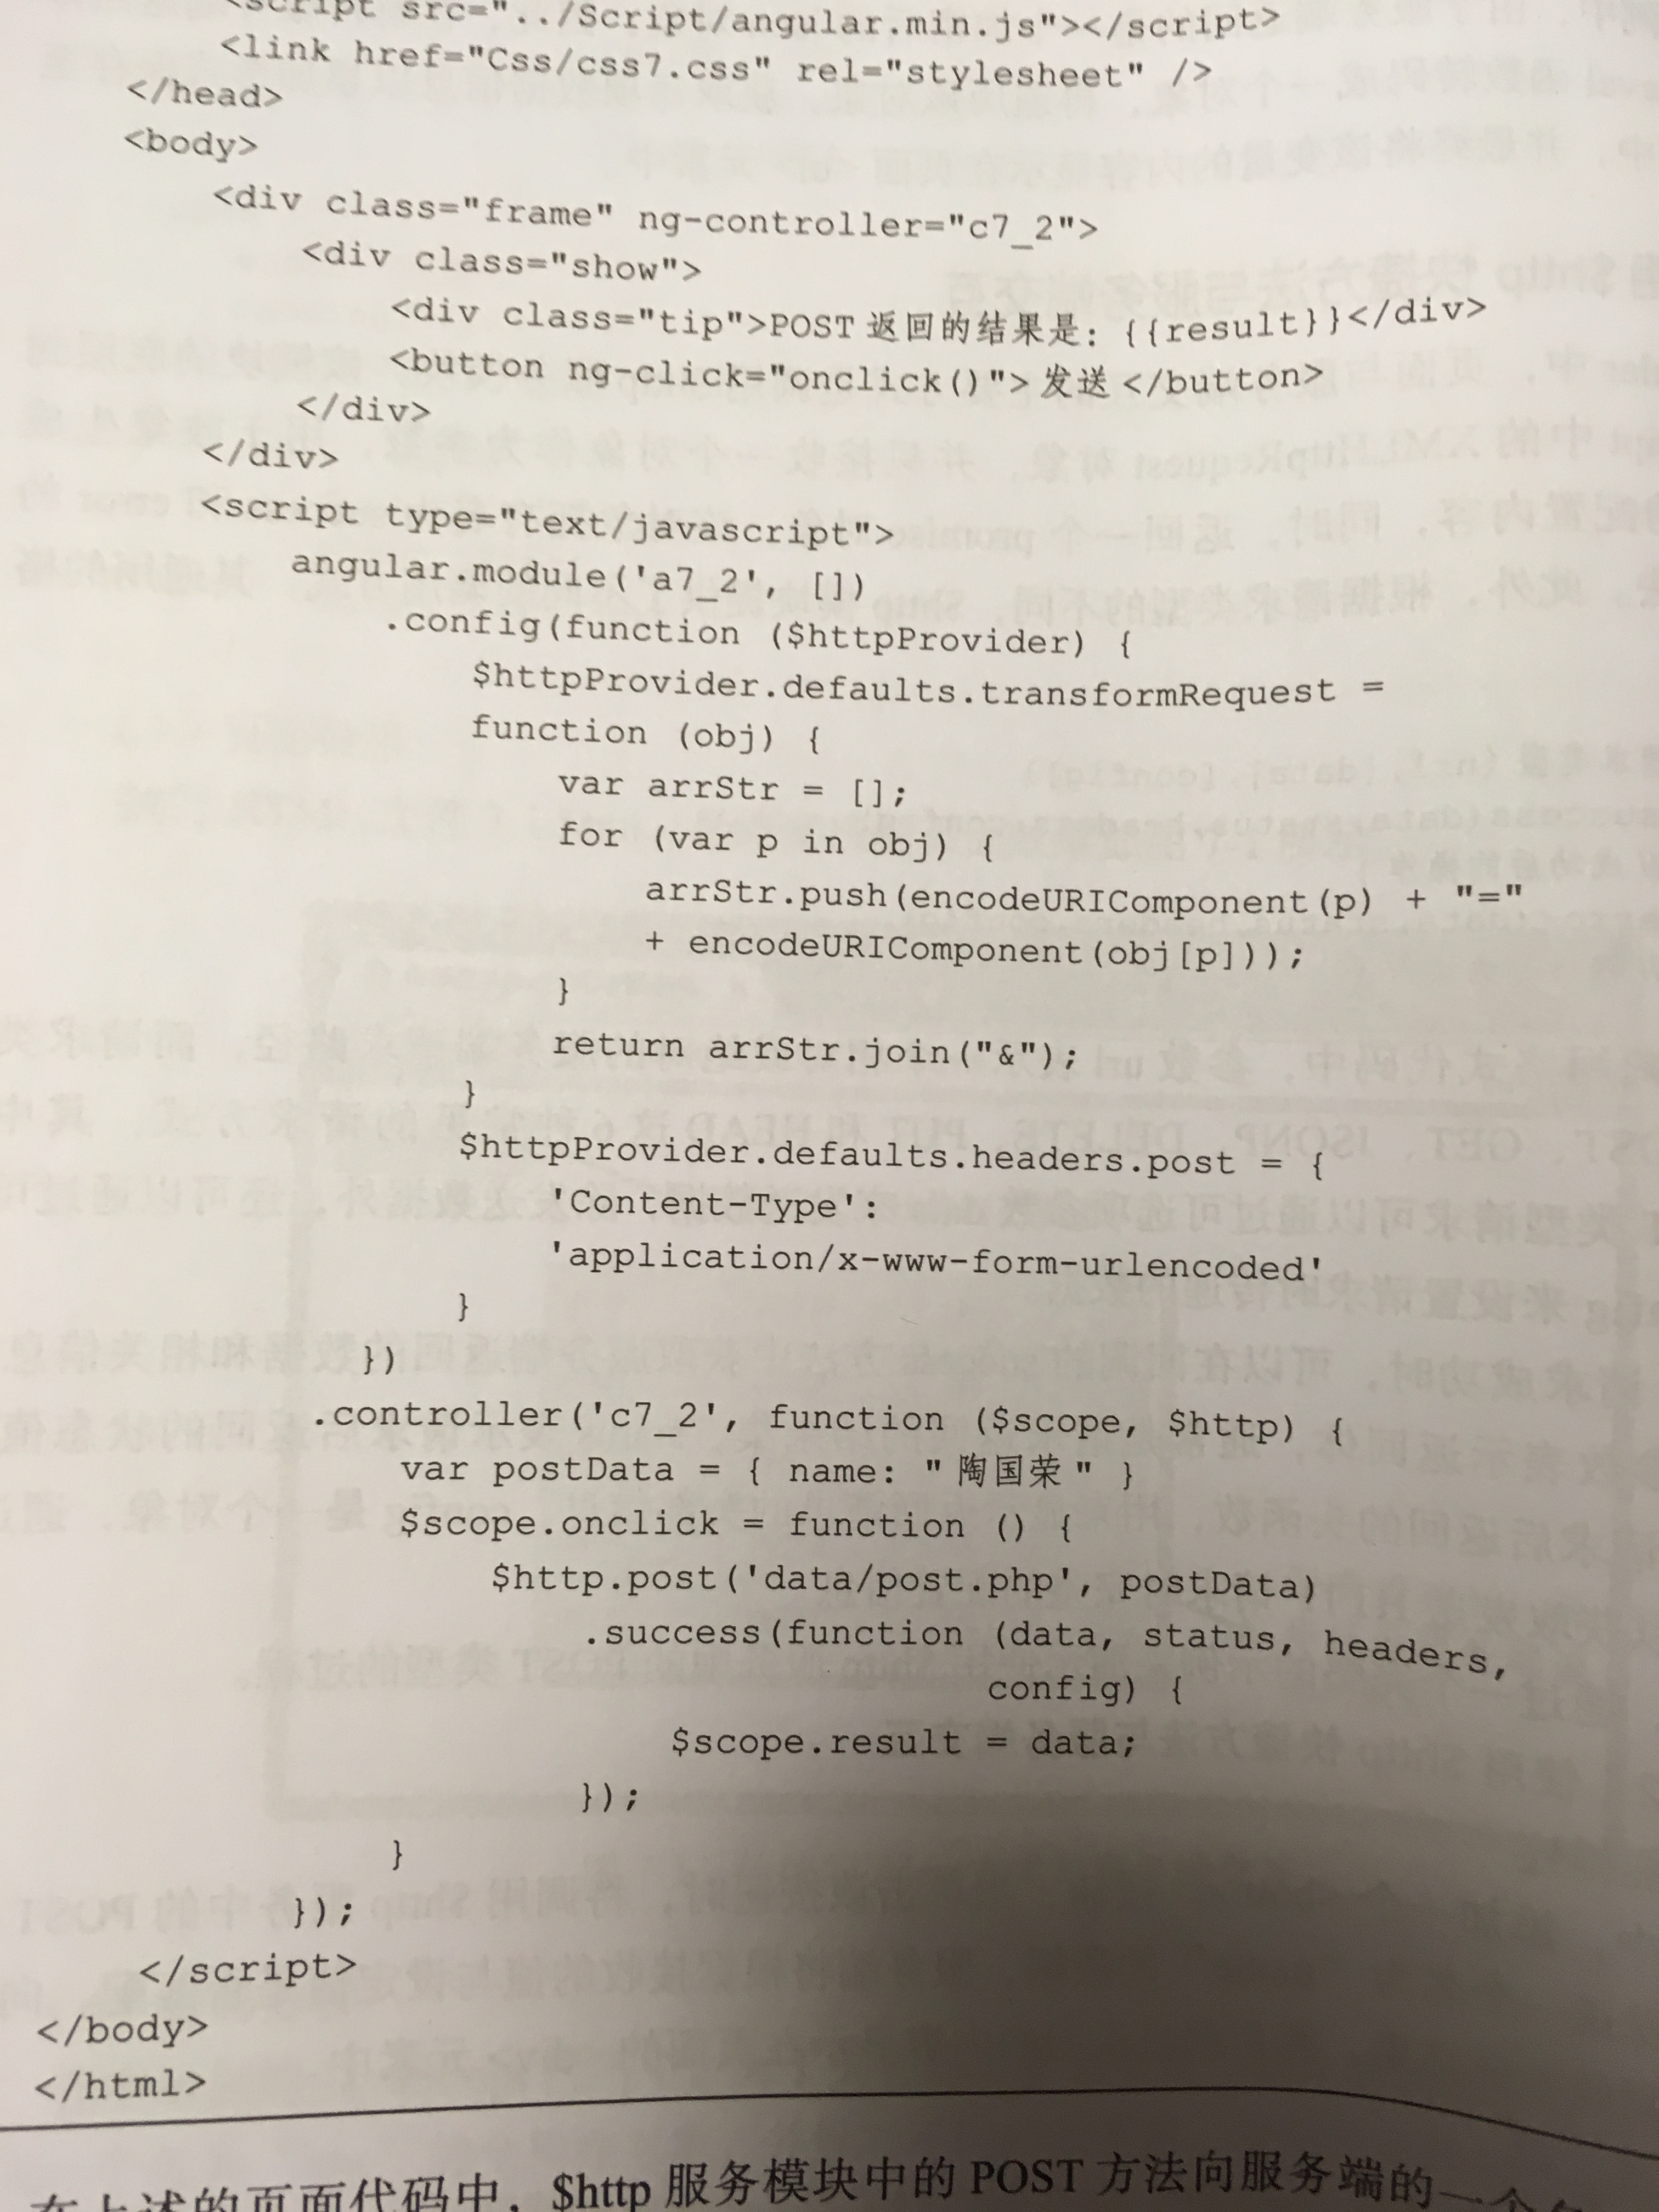 <script src="../Script/angular.min.js"></script>
<link href="Css/css7.css" rel="stylesheet" />
</head>
<body>
<div class="frame" ng-controller="c7_2">
<div class="show">
<div class="tip">POST 返回的结果是: {{result}}</div>
<button ng-click="onclick()"> 发送 </button>
</div>
</div>
<script type="text/javascript">
angular.module('a7_2', [])
.config(function ($httpProvider) {
$httpProvider.defaults.transformRequest =
function (obj) {
var arrStr = [];
for (var p in obj) {
arrStr.push(encodeURIComponent(p) + "="
+ encodeURIComponent(obj[p]));
}
return arrStr.join("&");
}
$httpProvider.defaults.headers.post = {
'Content-Type':
'application/x-www-form-urlencoded'
}
})
.controller('c7_2', function ($scope, $http) {
var postData = { name: " 陶国荣 " }
$scope.onclick = function () {
$http.post('data/post.php', postData)
.success(function (data, status, headers,
config) {
$scope.result = data;
});
}
});
</script>
</body>
</html>
在上述的页面代码中，$http 服务模块中的 POST 方法向服务端的一个